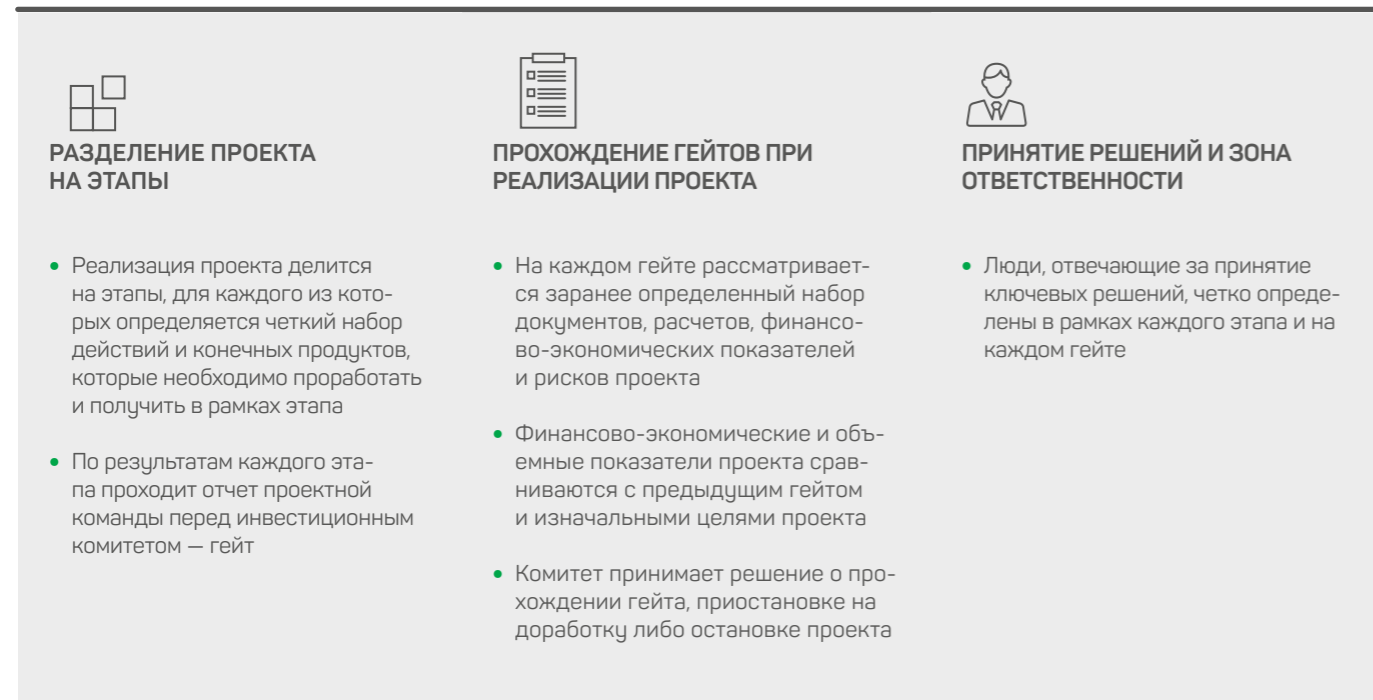 РАЗДЕЛЕНИЕ ПРОЕКТА
НА ЭТАПЫ
• Реализация проекта делится
на этапы, для каждого из кото-
рых определяется четкий набор
действий и конечных продуктов,
которые необходимо проработать
и получить в рамках этапа
• По результатам каждого эта-
па проходит отчет проектной
команды перед инвестиционным
комитетом — гейт
ПРОХОЖДЕНИЕ ГЕЙТОВ ПРИ
РЕАЛИЗАЦИИ ПРОЕКТА
• На каждом гейте рассматривает-
ся заранее определенный набор
документов, расчетов, финансо-
во-экономических показателей
и рисков проекта
• Финансово-экономические и объ-
емные показатели проекта срав-
ниваются с предыдущим гейтом
и изначальными целями проекта
• Комитет принимает решение о про-
хождении гейта, приостановке на
доработку либо остановке проекта
ПРИНЯТИЕ РЕШЕНИЙ И ЗОНА
ОТВЕТСТВЕННОСТИ
• Люди, отвечающие за принятие
ключевых решений, четко опреде-
лены в рамках каждого этапа и на
каждом гейте